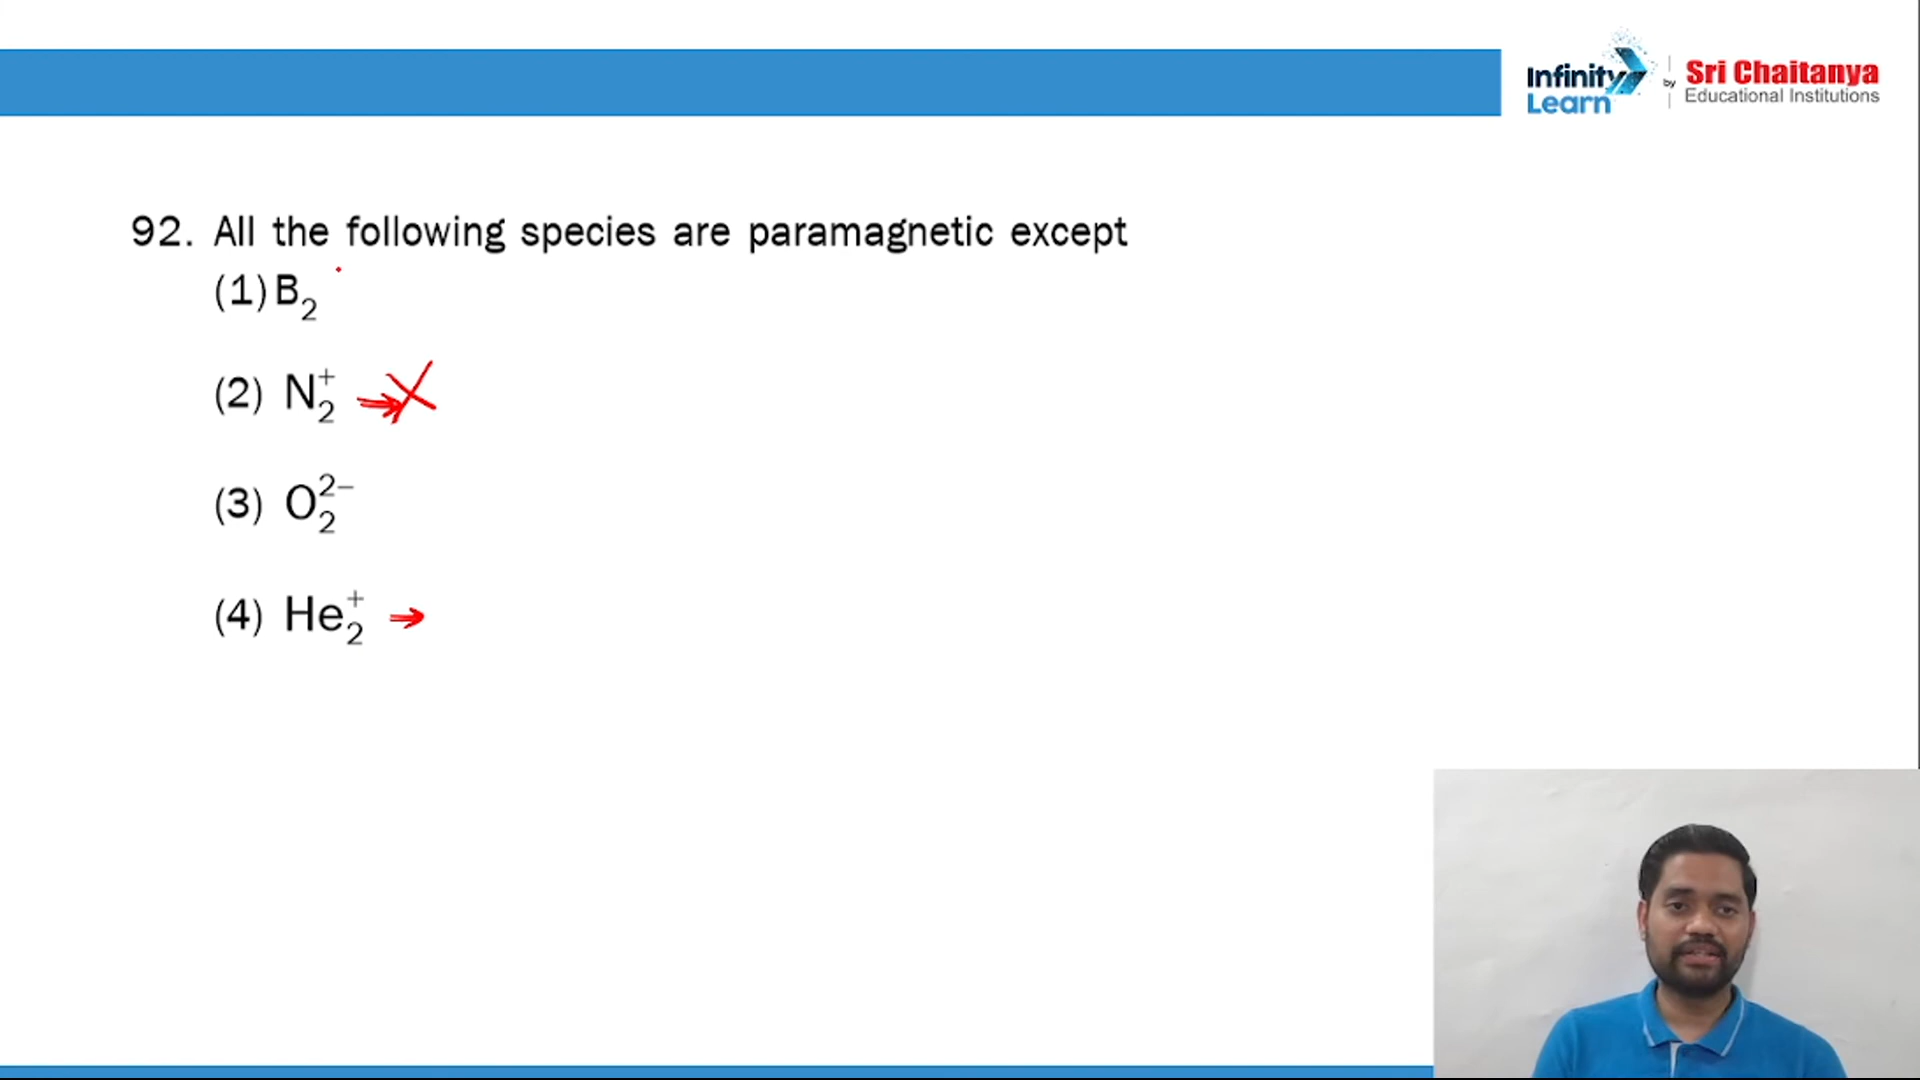 Infinity Learn by Sri Chaitanya Educational Institutions
92. All the following species are paramagnetic except
(1) B₂
(2) N₂⁺
(3) O₂²⁻
(4) He₂⁺